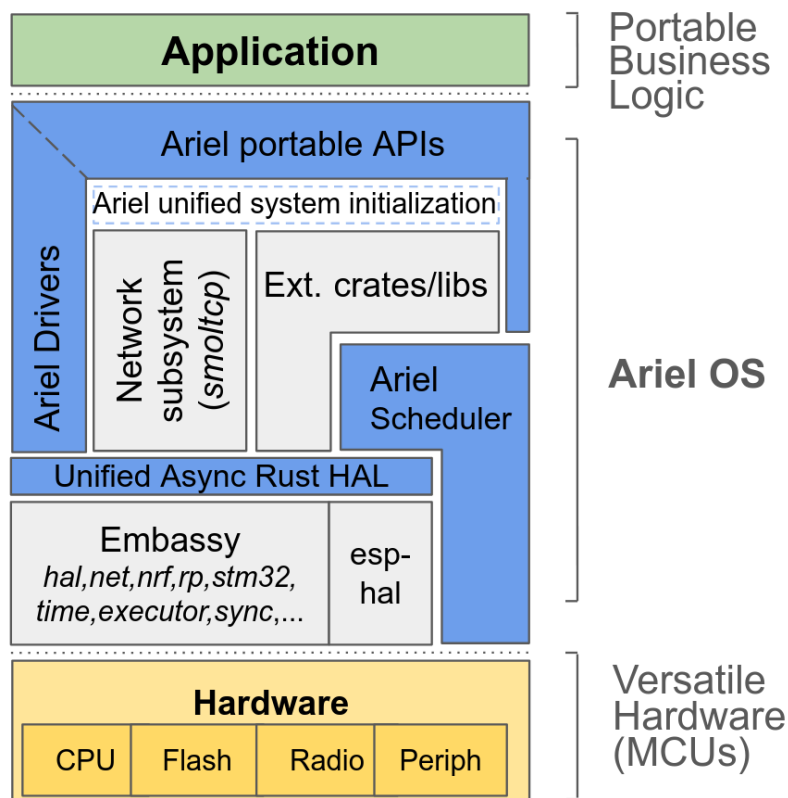 Application
Portable
Business
Logic
Ariel portable APIs
Ariel unified system initialization
Ariel Drivers
Network
subsystem
(smoltcp)
Ext. crates/libs
Ariel
Scheduler
Ariel OS
Unified Async Rust HAL
Embassy
hal,net,nrf,rp,stm32,
time,executor,sync,...
esp-
hal
Hardware
CPU
Flash
Radio
Periph
Versatile
Hardware
(MCUs)